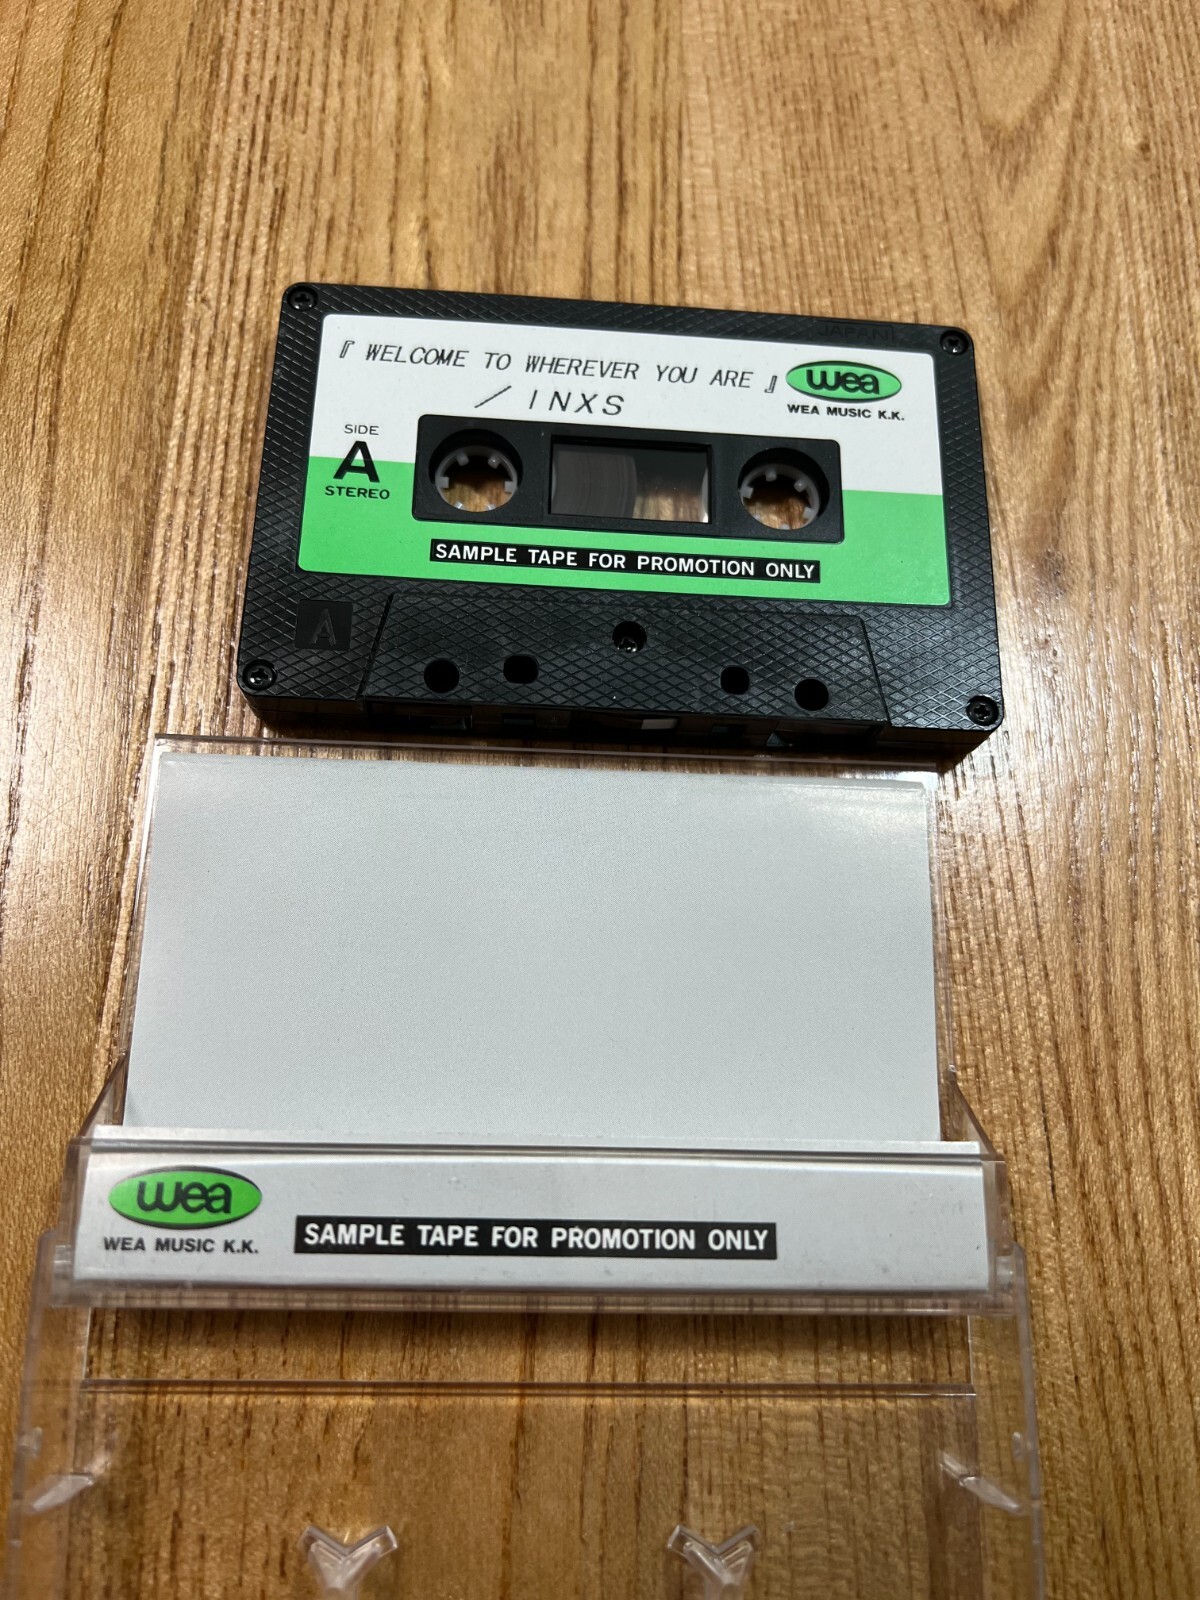 JAPAN
『 WELCOME TO WHEREVER YOU ARE 』
／INXS
wea
WEA MUSIC K.K.
SIDE
A
STEREO
SAMPLE TAPE FOR PROMOTION ONLY
A
wea
WEA MUSIC K.K.
SAMPLE TAPE FOR PROMOTION ONLY